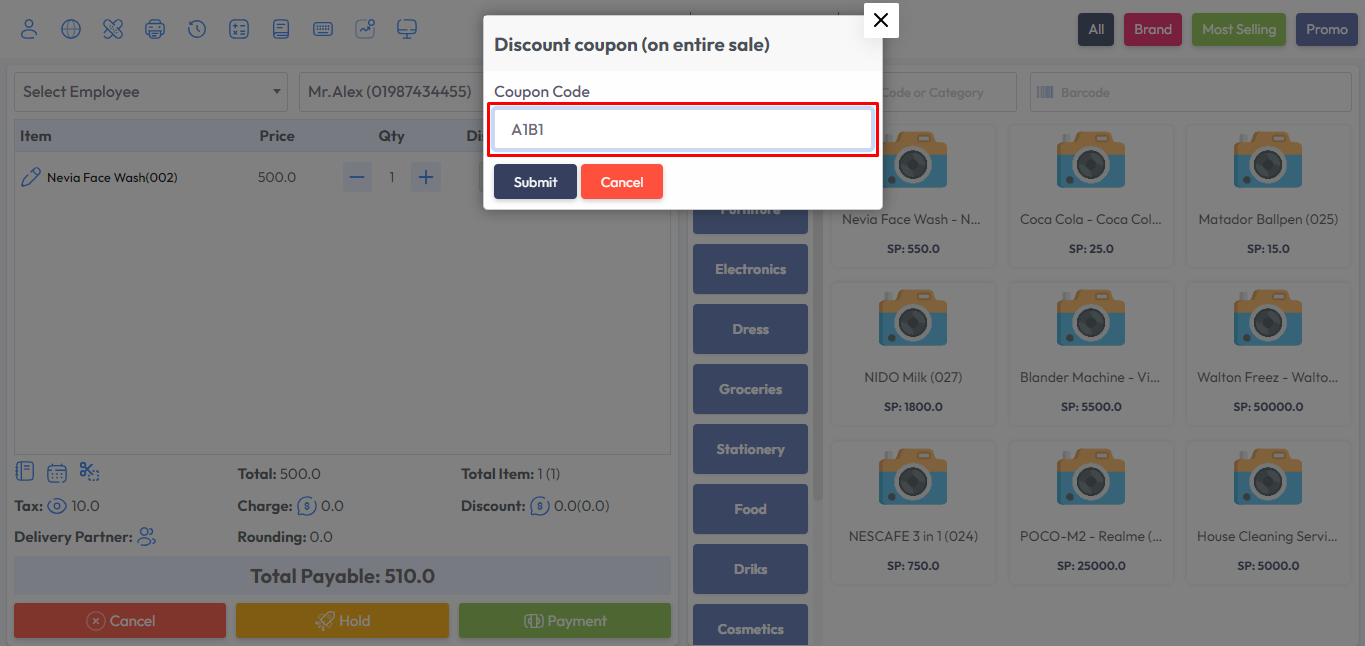 All
Brand
Most Selling
Promo
Discount coupon (on entire sale)
Coupon Code
A1B1
Submit
Cancel
Select Employee
Mr.Alex (01987434455)
Code or Category
Barcode
Item Price Qty
Nevia Face Wash(002) 500.0 1
Total: 500.0
Total Item: 1 (1)
Tax: 10.0
Charge: $ 0.0
Discount: $ 0.0(0.0)
Delivery Partner:
Rounding: 0.0
Total Payable: 510.0
Cancel
Hold
Payment
Furniture
Electronics
Dress
Groceries
Stationery
Food
Driks
Cosmetics
Nevia Face Wash - N...
SP: 550.0
Coca Cola - Coca Col...
SP: 25.0
Matador Ballpen (025)
SP: 15.0
NIDO Milk (027)
SP: 1800.0
Blander Machine - Vi...
SP: 5500.0
Walton Freez - Walto...
SP: 50000.0
NESCAFE 3 in 1 (024)
SP: 750.0
POCO-M2 - Realme (...
SP: 25000.0
House Cleaning Servi...
SP: 5000.0